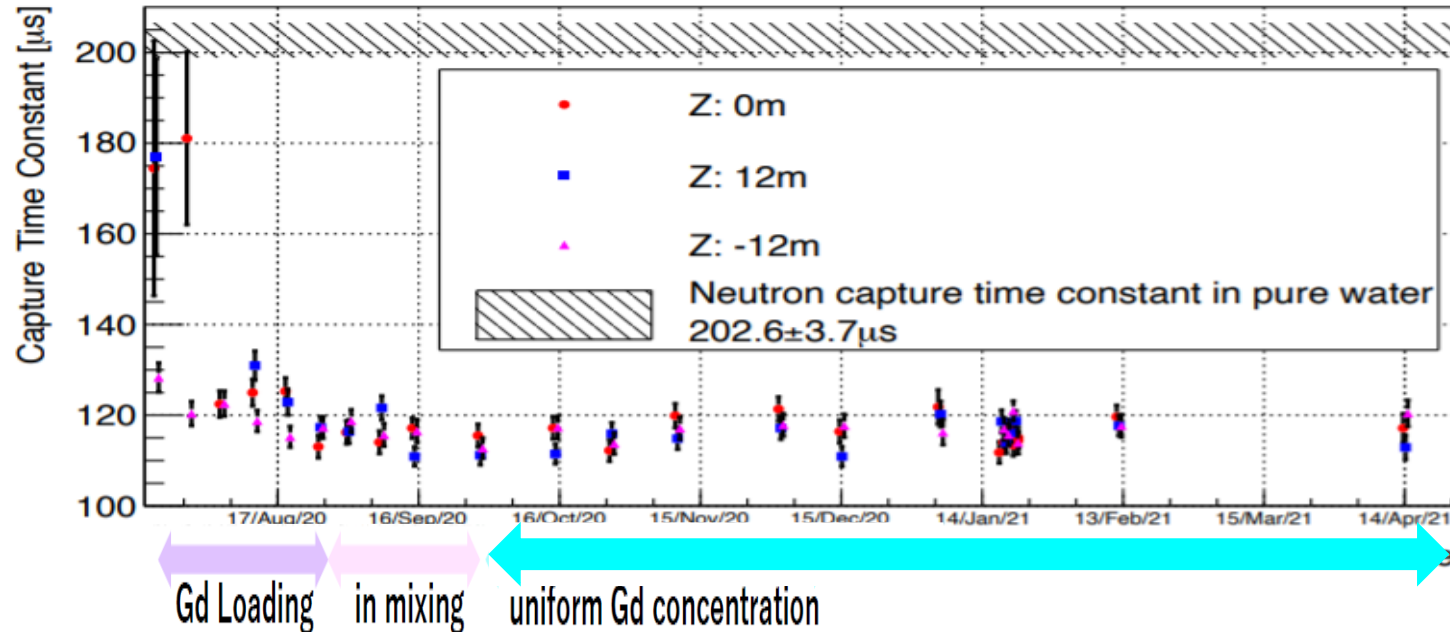 Capture Time Constant [μs]
200
180
160
140
120
100
Z: 0m
Z: 12m
Z: -12m
Neutron capture time constant in pure water
202.6±3.7μs
17/Aug/20 16/Sep/20 16/Oct/20 15/Nov/20 15/Dec/20 14/Jan/21 13/Feb/21 15/Mar/21 14/Apr/21
Gd Loading in mixing uniform Gd concentration